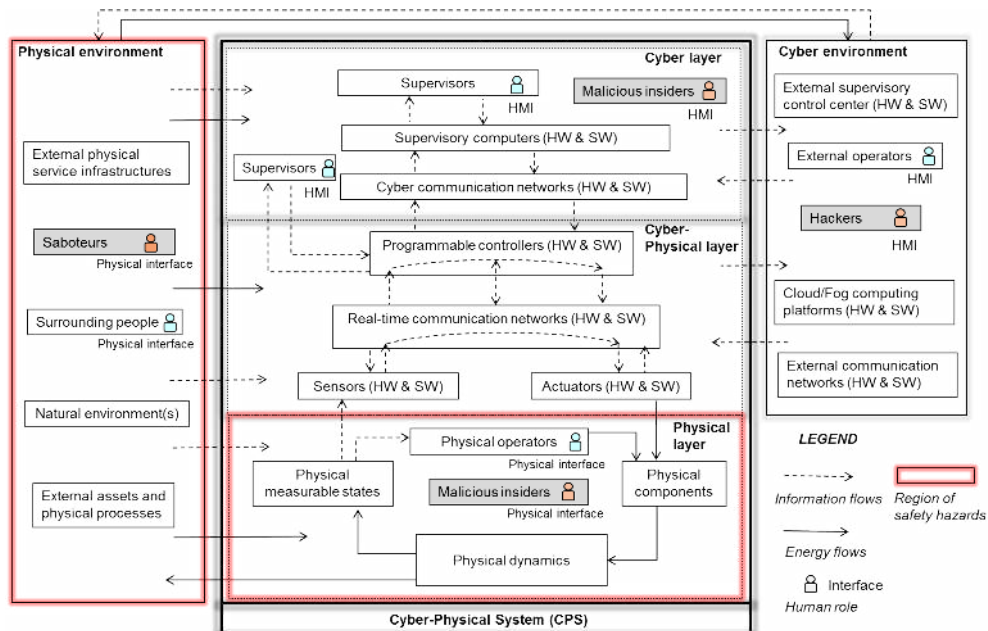 Physical environment
External physical
service infrastructures
Saboteurs
Physical interface
Surrounding people
Physical interface
Natural environment(s)
External assets and
physical processes
Cyber layer
Supervisors
HMI
Malicious insiders
HMI
Supervisory computers (HW & SW)
Supervisors
HMI
Cyber communication networks (HW & SW)
Cyber-
Physical layer
Programmable controllers (HW & SW)
Real-time communication networks (HW & SW)
Sensors (HW & SW)
Actuators (HW & SW)
Physical
layer
Physical operators
Physical interface
Physical
measurable states
Malicious insiders
Physical interface
Physical
components
Physical dynamics
Cyber-Physical System (CPS)
Cyber environment
External supervisory
control center (HW & SW)
External operators
HMI
Hackers
HMI
Cloud/Fog computing
platforms (HW & SW)
External communication
networks (HW & SW)
LEGEND
Information flows
Region of
safety hazards
Energy flows
Interface
Human role